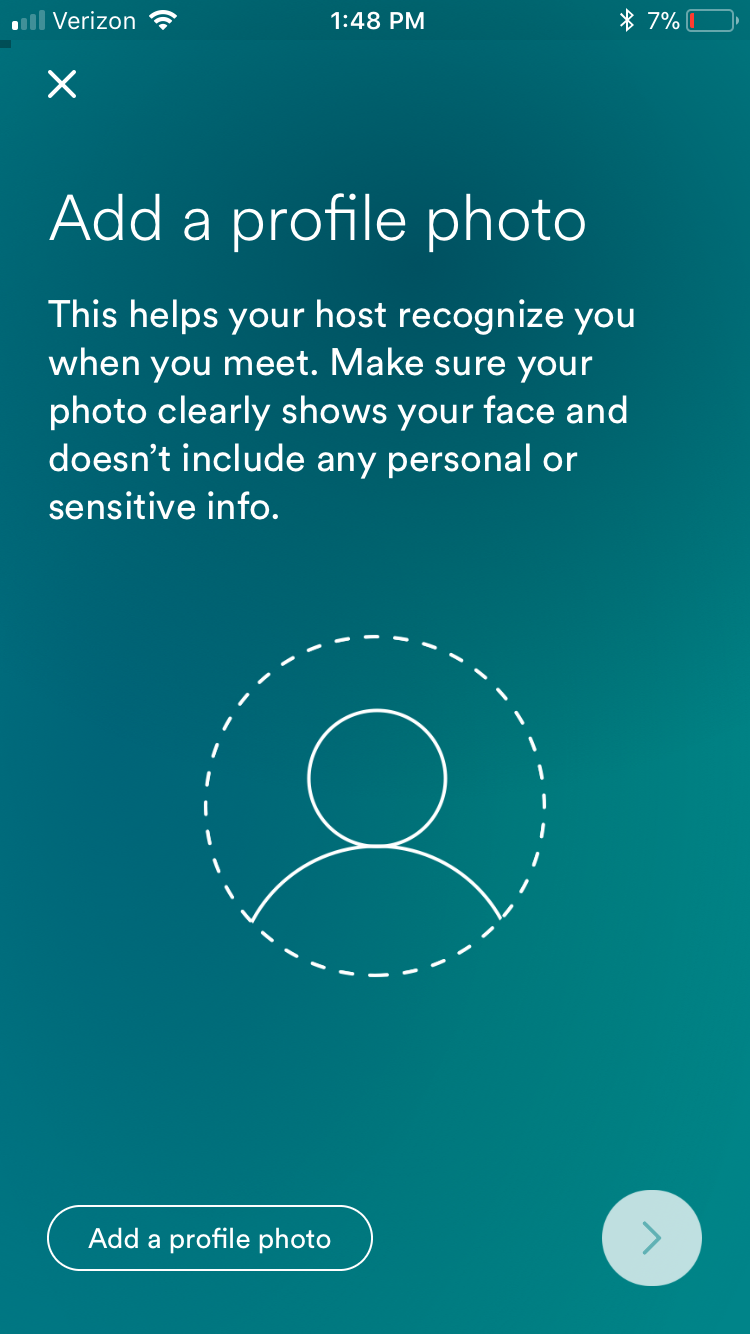 Verizon 1:48 PM 7%
Add a profile photo
This helps your host recognize you
when you meet. Make sure your
photo clearly shows your face and
doesn’t include any personal or
sensitive info.
Add a profile photo